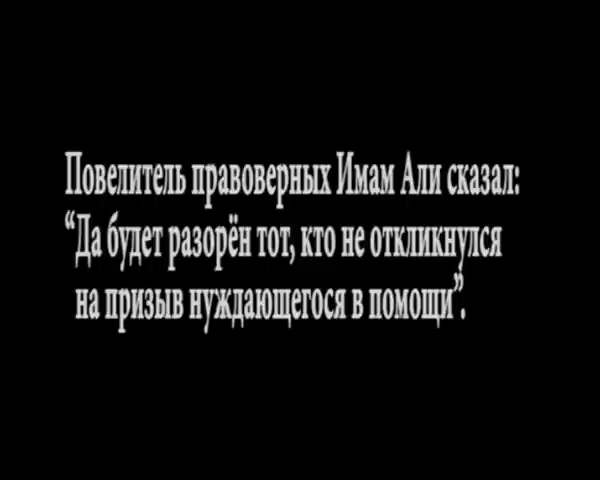 Повелитель правоверных Имам Али сказал:
“Да будет разорён тот, кто не откликнулся
на призыв нуждающегося в помощи”.